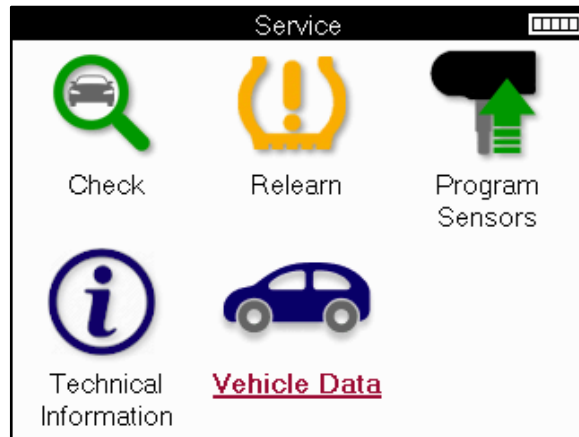 Service
Check
Relearn
Program
Sensors
Technical
Information
Vehicle Data